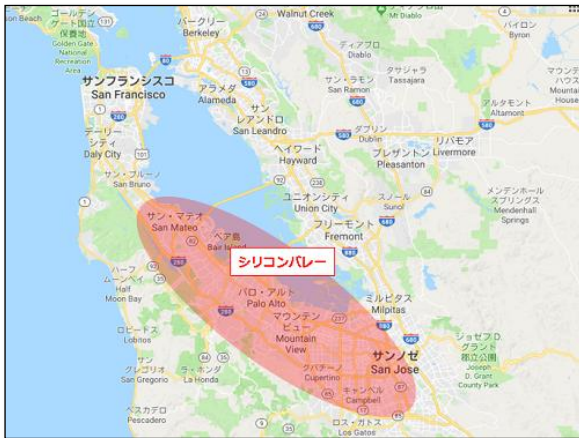 ゴールデン
ゲート国立
保養地
Golden Gate
National
Recreation
Area
バークリー
Berkeley
Walnut Creek
Mt Diablo
バイロン
Byron
サンフランシスコ
San Francisco
アラメダ
Alameda
サン
レアンドロ
San Leandro
ディアブロ
Diablo
サン・ラモン
San Ramon
タサジャラ
Tassajara
マウンテン
ハウス
Mountain
House
アルタモント
Altamont
デーリー
シティ
Daly City
ダブリン
Dublin
リバモア
Livermore
ヘイワード
Hayward
プレザントン
Pleasanton
サン・ブルーノ
San Bruno
ユニオンシティ
Union City
スノール
Sunol
メンデンホール
スプリングス
Mendenhall
Springs
サン・マテオ
San Mateo
ベア島
Bair Island
フリーモント
Fremont
シリコンバレー
ハーフ
ムーンベイ
Half
Moon Bay
パロ・アルト
Palo Alto
ミルピタス
Milpitas
マウンテン
ビュー
Mountain
View
ロビードス
Lobitos
サンノゼ
San Jose
ジョゼフ D.
グラント
郡立公園
Joseph
D. Grant
County Park
サン
グレゴリオ
San Gregorio
ラ・ホンダ
La Honda
クパチーノ
Cupertino
キャンベル
Campbell
ペスカデロ
Pescadero
ロス・ガトス
Los Gatos